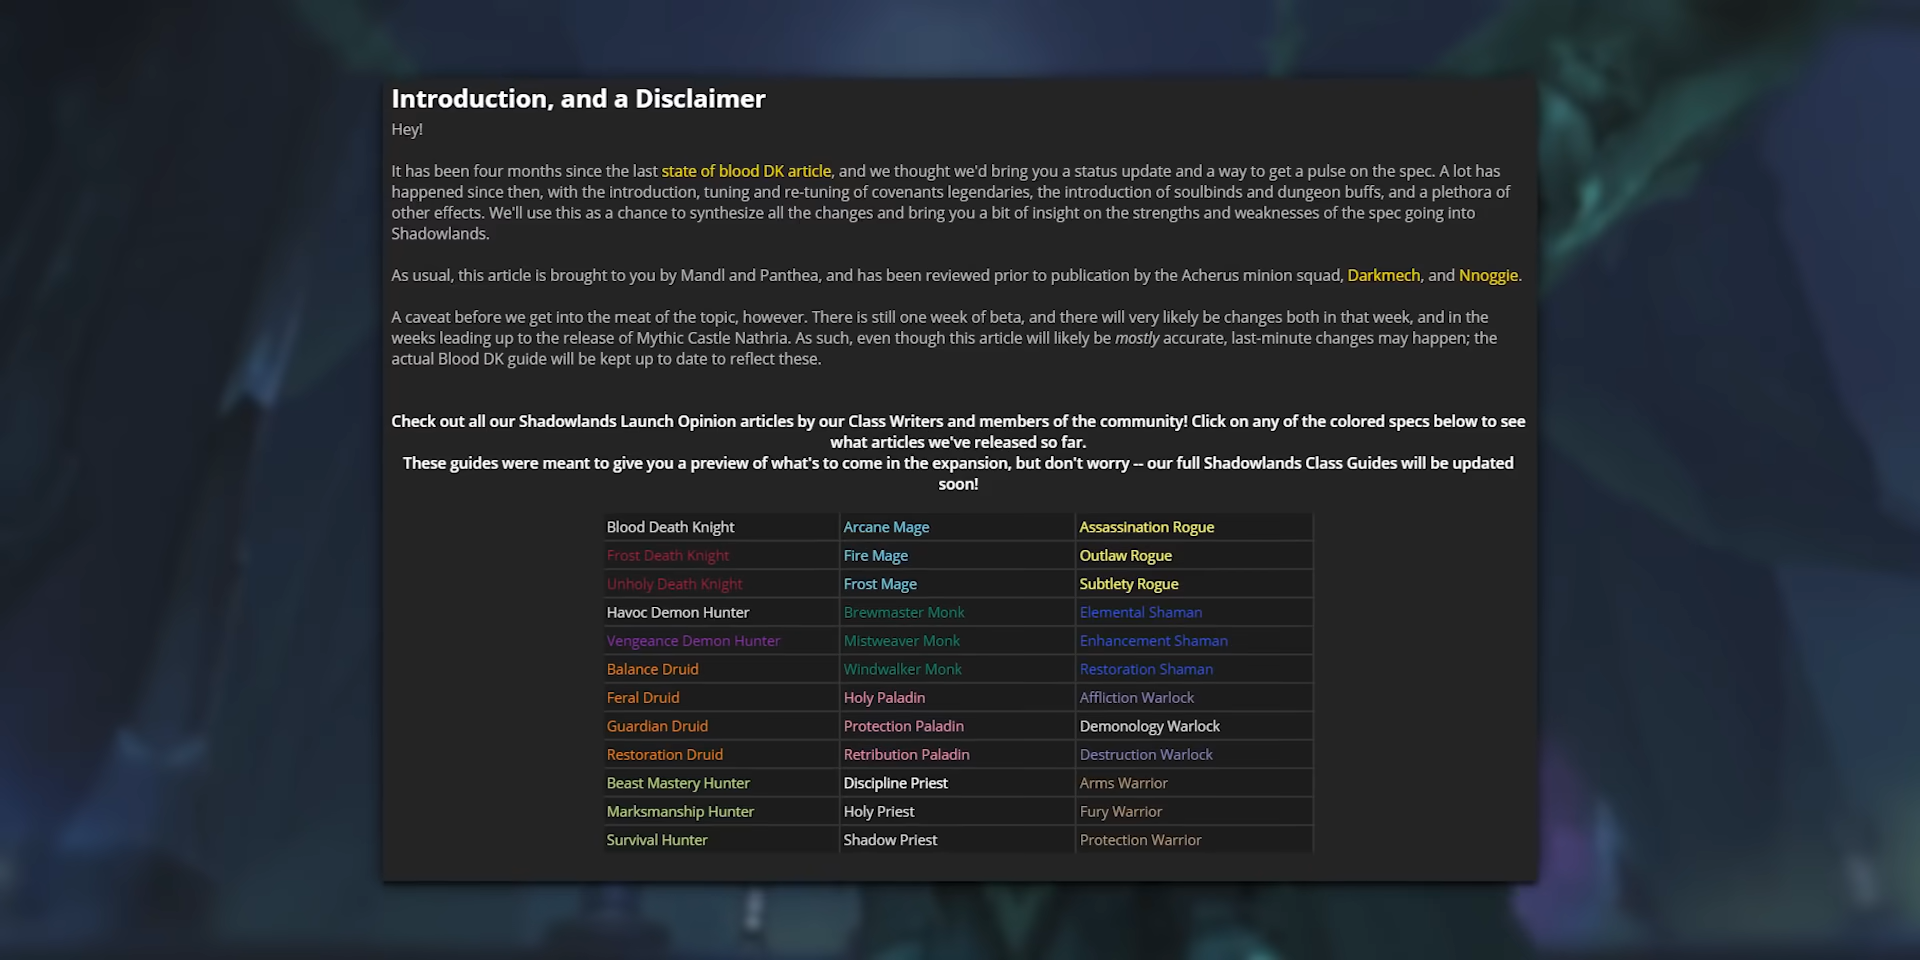 Introduction, and a Disclaimer
Hey!
It has been four months since the last state of blood DK article, and we thought we'd bring you a status update and a way to get a pulse on the spec. A lot has
happened since then, with the introduction, tuning and re-tuning of covenants legendaries, the introduction of soulbinds and dungeon buffs, and a plethora of
other effects. We'll use this as a chance to synthesize all the changes and bring you a bit of insight on the strengths and weaknesses of the spec going into
Shadowlands.
As usual, this article is brought to you by Mandl and Panthea, and has been reviewed prior to publication by the Acherus minion squad, Darkmech, and Nnoggie.
A caveat before we get into the meat of the topic, however. There is still one week of beta, and there will very likely be changes both in that week, and in the
weeks leading up to the release of Mythic Castle Nathria. As such, even though this article will likely be mostly accurate, last-minute changes may happen; the
actual Blood DK guide will be kept up to date to reflect these.
Check out all our Shadowlands Launch Opinion articles by our Class Writers and members of the community! Click on any of the colored specs below to see
what articles we've released so far.
These guides were meant to give you a preview of what's to come in the expansion, but don't worry -- our full Shadowlands Class Guides will be updated
soon!
Blood Death Knight Arcane Mage Assassination Rogue
Frost Death Knight Fire Mage Outlaw Rogue
Unholy Death Knight Frost Mage Subtlety Rogue
Havoc Demon Hunter Brewmaster Monk Elemental Shaman
Vengeance Demon Hunter Mistweaver Monk Enhancement Shaman
Balance Druid Windwalker Monk Restoration Shaman
Feral Druid Holy Paladin Affliction Warlock
Guardian Druid Protection Paladin Demonology Warlock
Restoration Druid Retribution Paladin Destruction Warlock
Beast Mastery Hunter Discipline Priest Arms Warrior
Marksmanship Hunter Holy Priest Fury Warrior
Survival Hunter Shadow Priest Protection Warrior